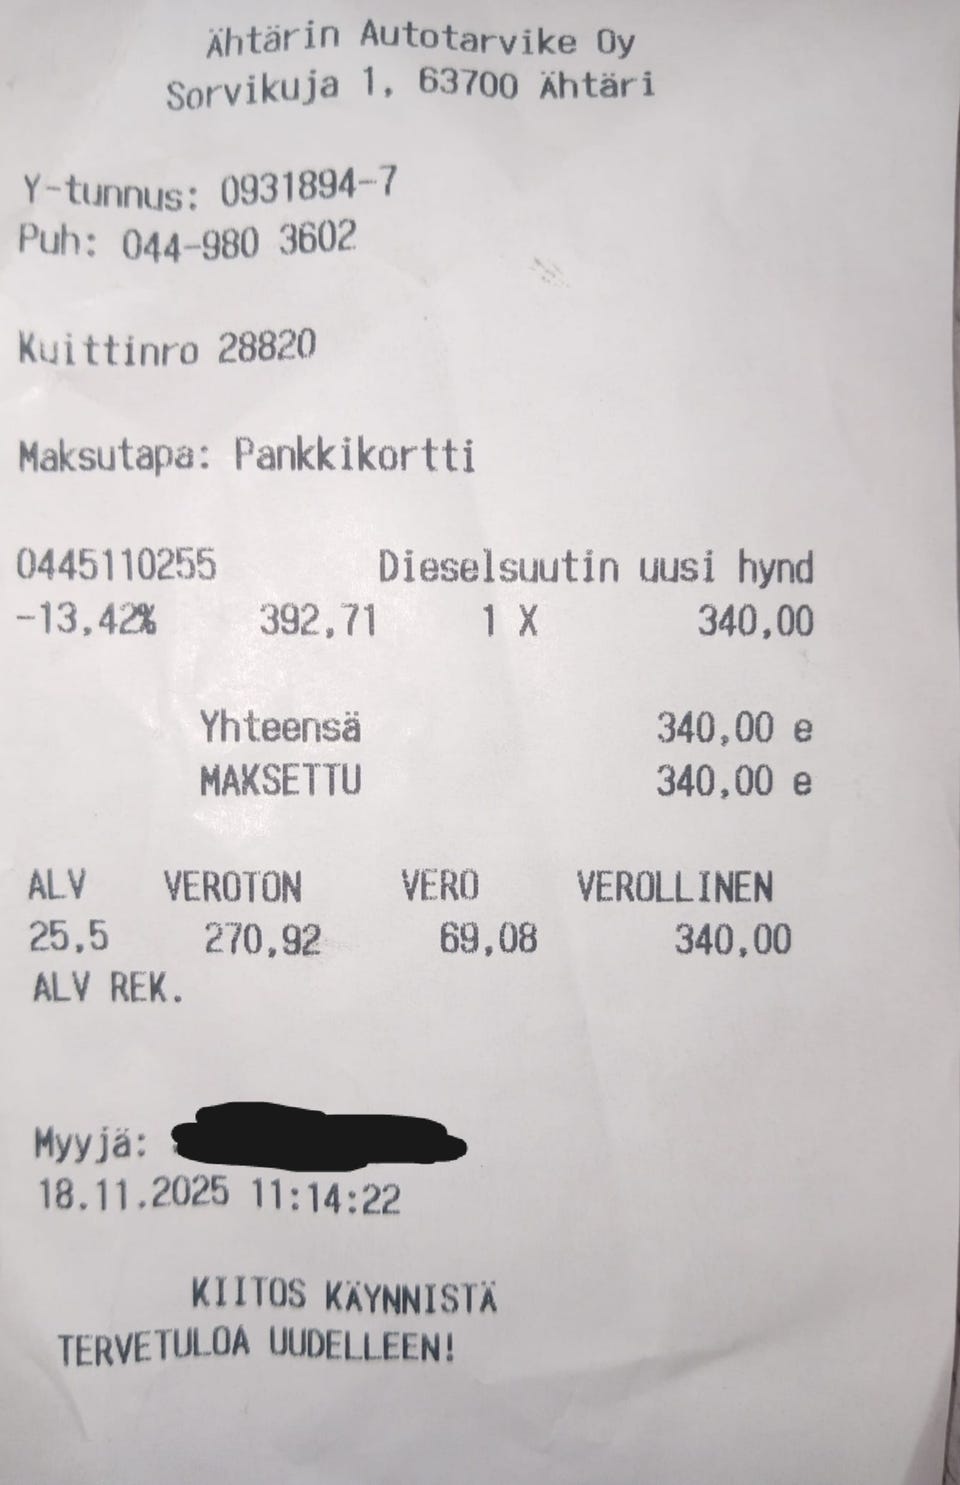 Ähtärin Autotarvike Oy
Sorvikuja 1, 63700 Ähtäri
Y-tunnus: 0931894-7
Puh: 044-980 3602
Kuittinro 28820
Maksutapa: Pankkikortti
0445110255 Dieselsuutin uusi hynd
-13,42% 392,71 1 X 340,00
Yhteensä 340,00 e
MAKSETTU 340,00 e
ALV VEROTON VERO VEROLLINEN
25,5 270,92 69,08 340,00
ALV REK.
Myyjä:
18.11.2025 11:14:22
KIITOS KÄYNNISTÄ
TERVETULOA UUDELLEEN!